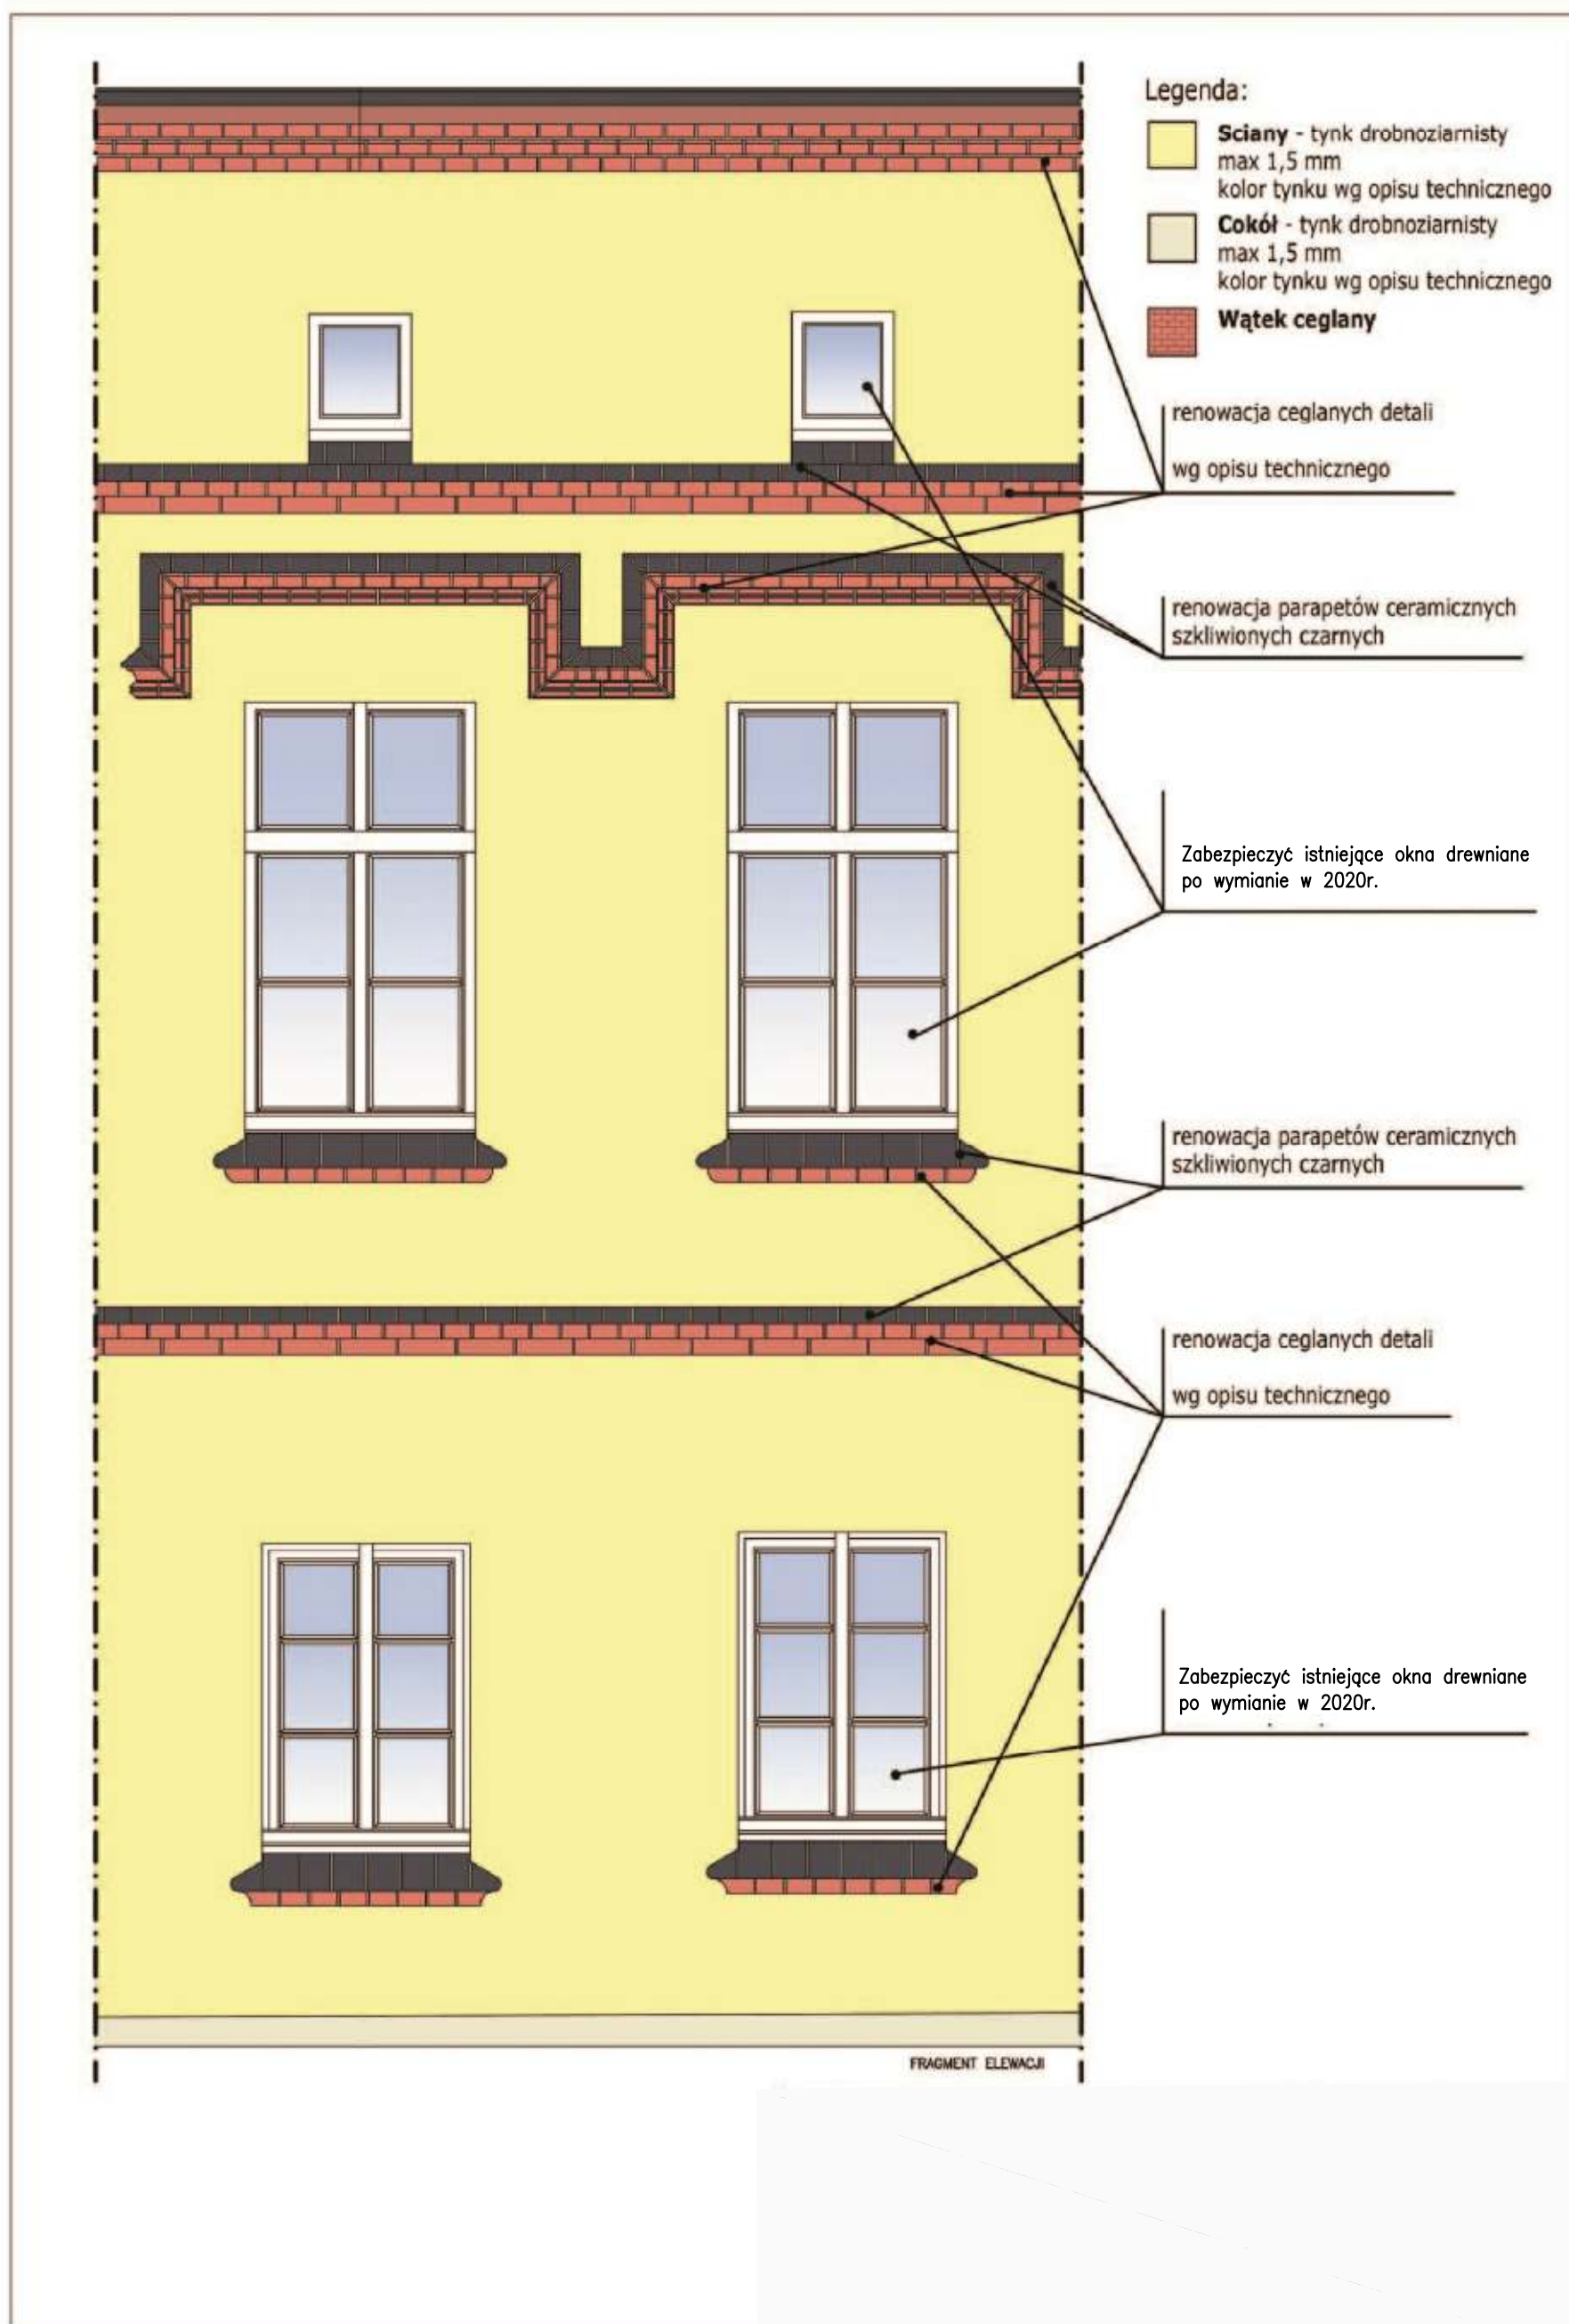 Legenda:
Sciany - tynk drobnoziarnisty
max 1,5 mm
kolor tynku wg opisu technicznego
Cokół - tynk drobnoziarnisty
max 1,5 mm
kolor tynku wg opisu technicznego
Wątek ceglany
renowacja ceglanych detali
wg opisu technicznego
renowacja parapetów ceramicznych
szkliwionych czarnych
Zabezpieczyć istniejące okna drewniane
po wymianie w 2020r.
renowacja parapetów ceramicznych
szkliwionych czarnych
renowacja ceglanych detali
wg opisu technicznego
Zabezpieczyć istniejące okna drewniane
po wymianie w 2020r.
FRAGMENT ELEWACJI